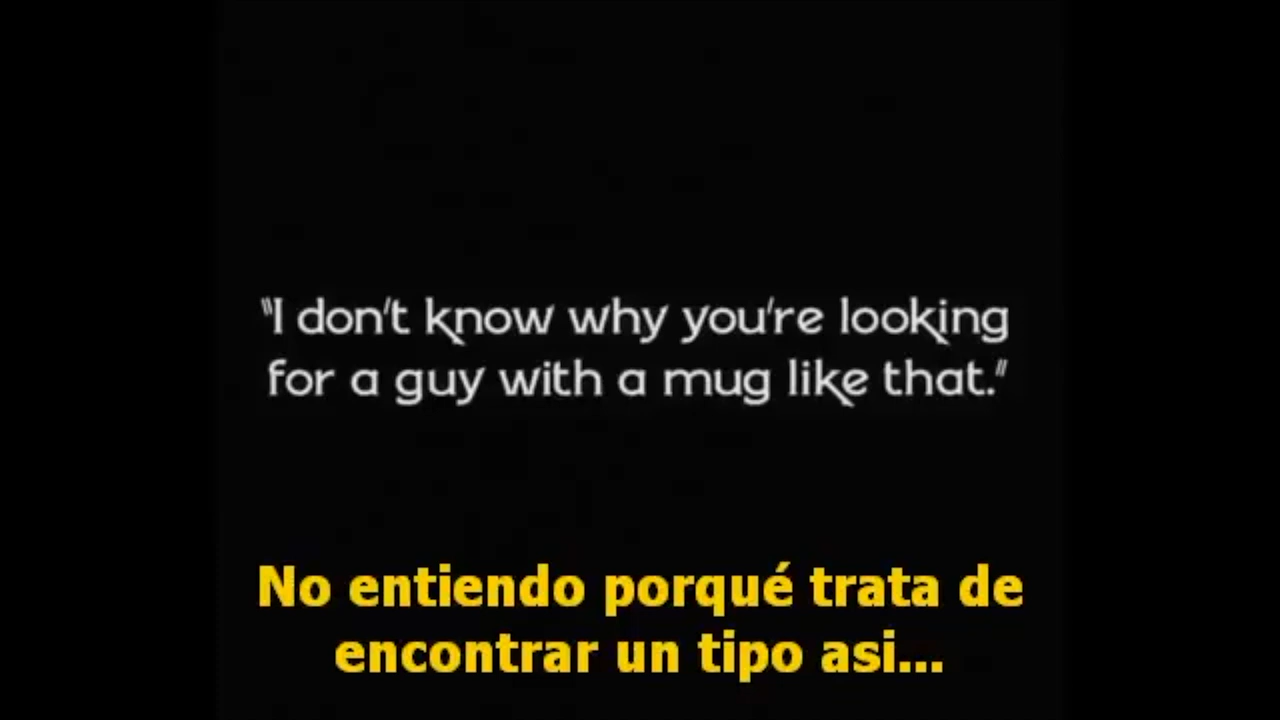 "I don't know why you're looking
for a guy with a mug like that."
No entiendo porqué trata de
encontrar un tipo asi...